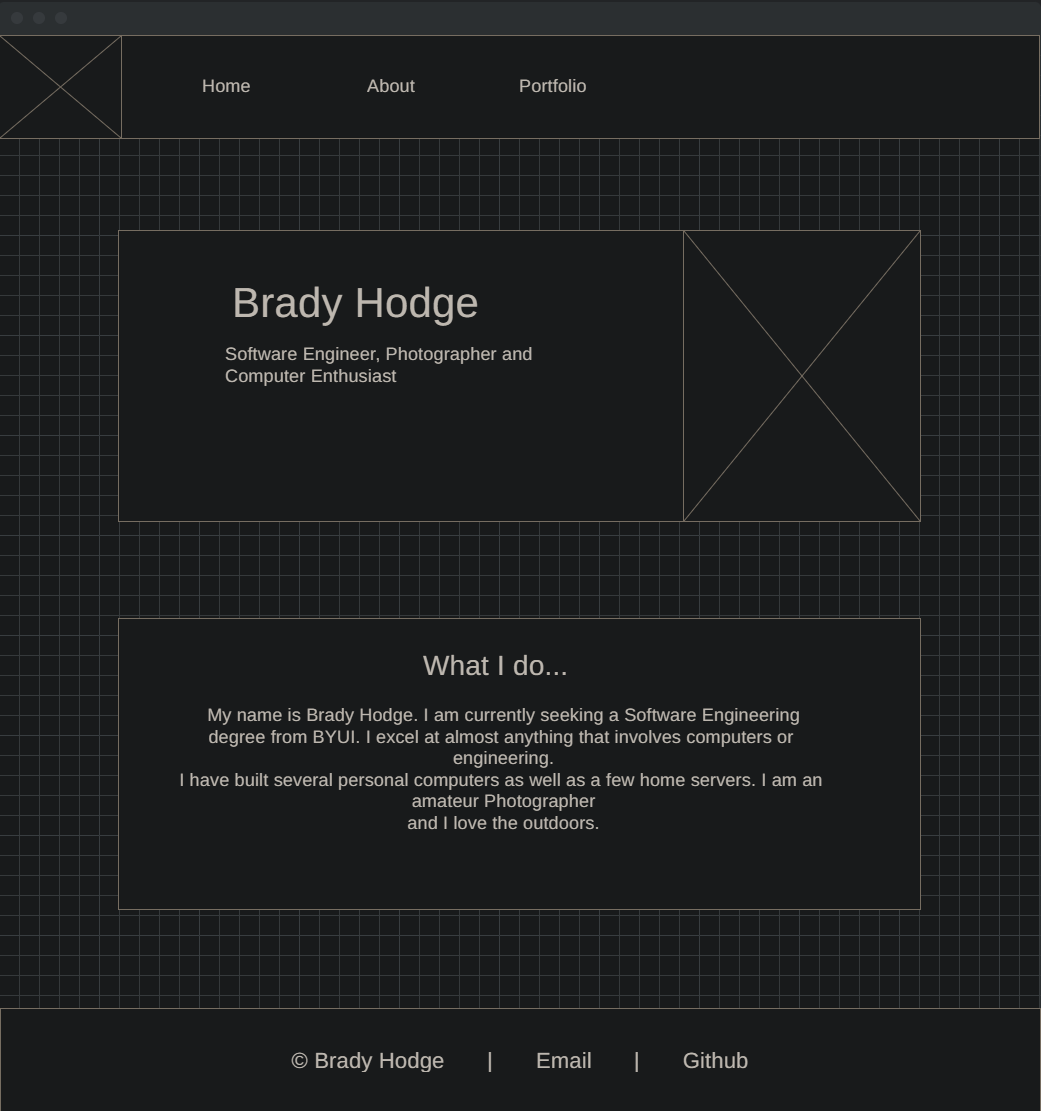 Home About Portfolio
Brady Hodge
Software Engineer, Photographer and
Computer Enthusiast
What I do...
My name is Brady Hodge. I am currently seeking a Software Engineering
degree from BYUI. I excel at almost anything that involves computers or
engineering.
I have built several personal computers as well as a few home servers. I am an
amateur Photographer
and I love the outdoors.
© Brady Hodge | Email | Github